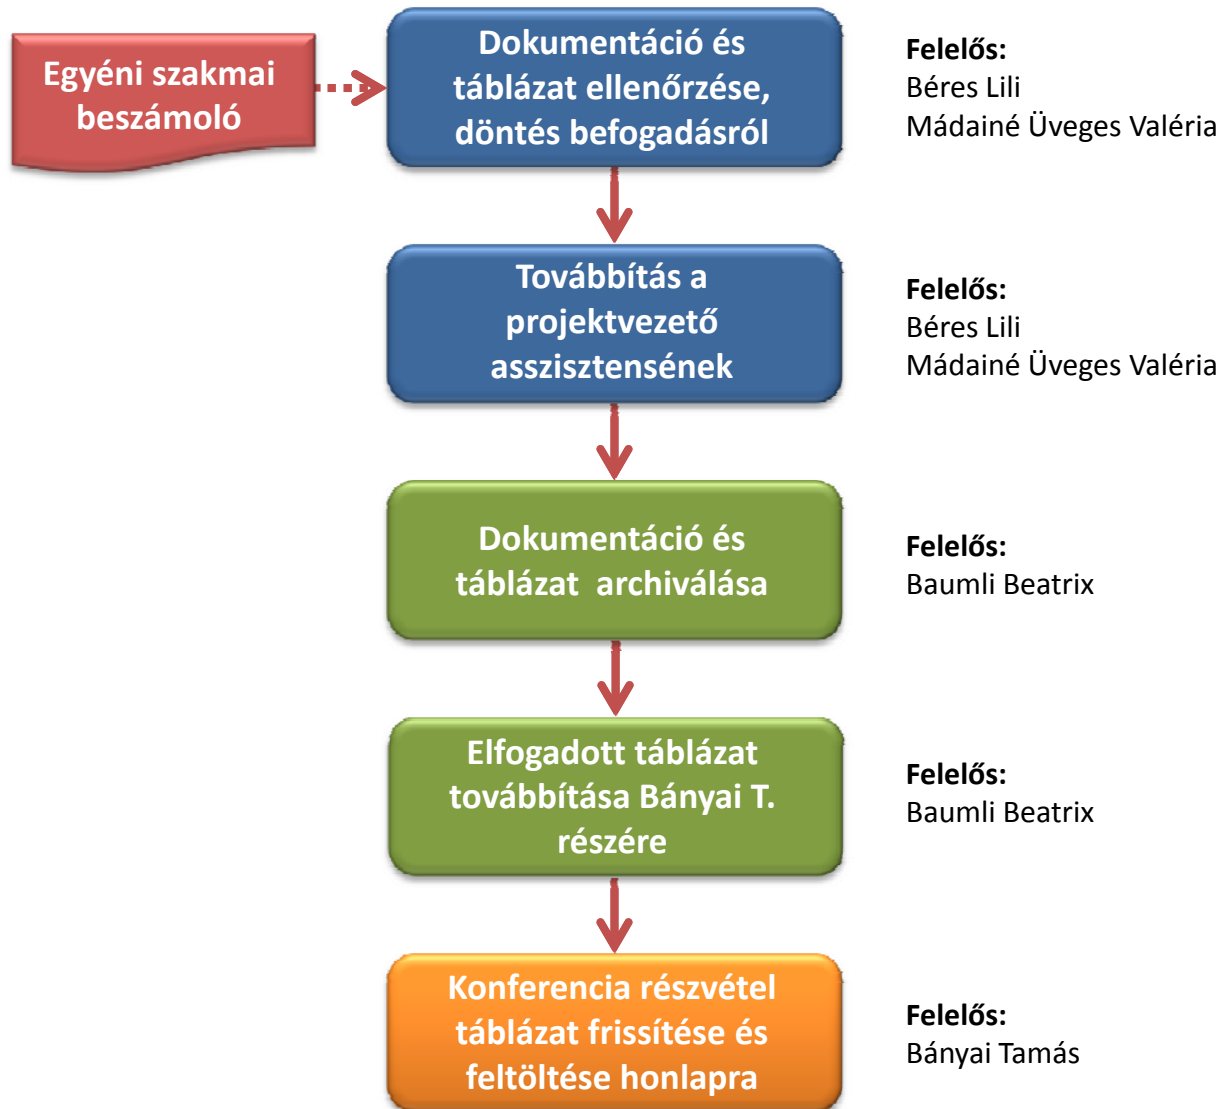 Egyéni szakmai
beszámoló
Dokumentáció és
táblázat ellenőrzése,
döntés befogadásról
Felelős:
Béres Lili
Mádainé Üveges Valéria
Továbbítás a
projektvezető
asszisztensének
Felelős:
Béres Lili
Mádainé Üveges Valéria
Dokumentáció és
táblázat  archiválása
Felelős:
Baumli Beatrix
Elfogadott táblázat
továbbítása Bányai T.
részére
Felelős:
Baumli Beatrix
Konferencia részvétel
táblázat frissítése és
feltöltése honlapra
Felelős:
Bányai Tamás